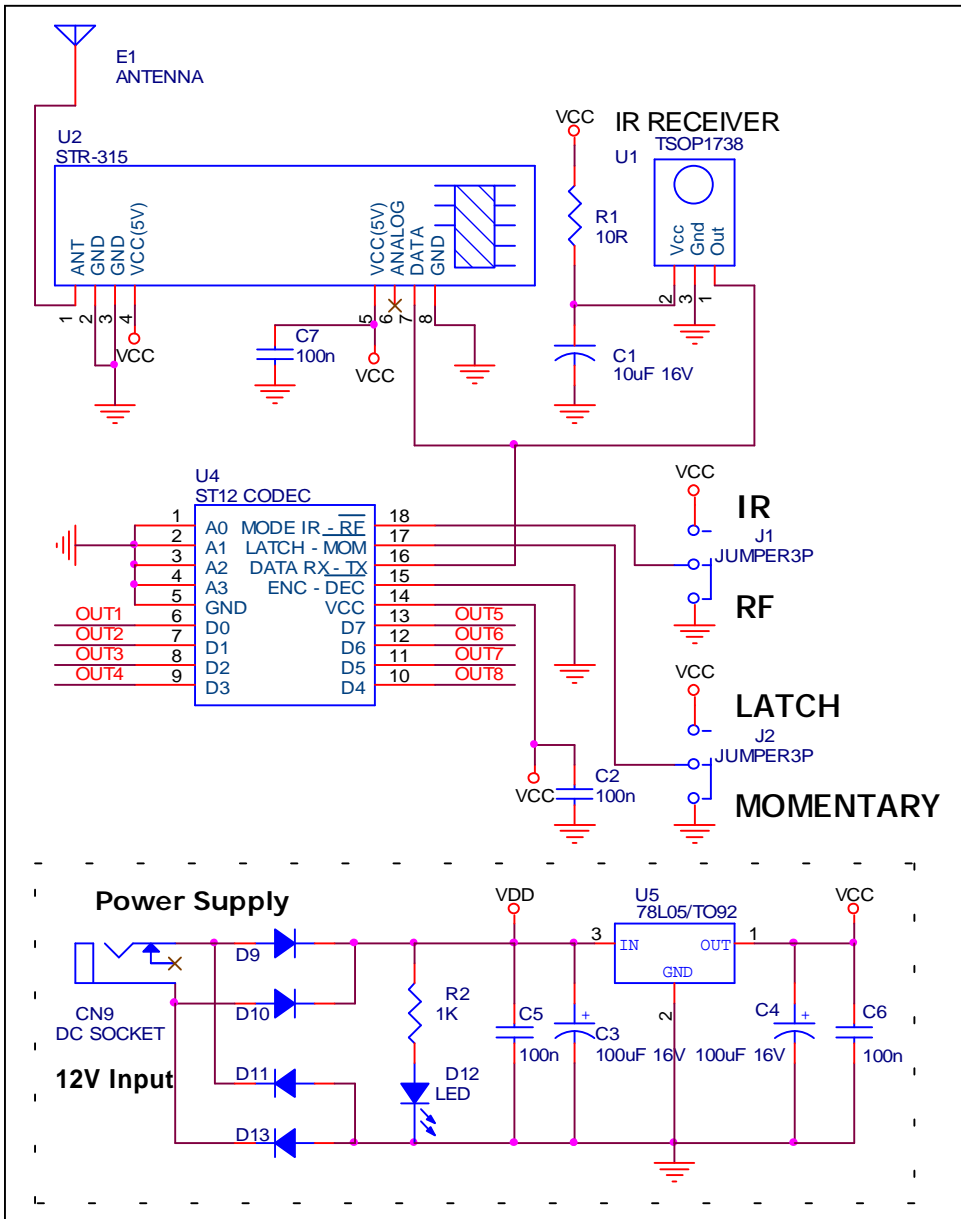 E1
ANTENNA
U2
STR-315
ANT
GND
GND
VCC(5V)
VCC(5V)
ANALOG
DATA
GND
1
2
3
4
5
6
7
8
VCC
C7
100n
VCC
VCC
IR RECEIVER
TSOP1738
U1
R1
10R
Vcc
Gnd
Out
2
3
1
C1
10uF 16V
U4
ST12 CODEC
1 A0 MODE IR - RF 18
2 A1 LATCH - MOM 17
3 A2 DATA RX - TX 16
4 A3 ENC - DEC 15
5 GND VCC 14
OUT1 6 D0 D7 13 OUT5
OUT2 7 D1 D6 12 OUT6
OUT3 8 D2 D5 11 OUT7
OUT4 9 D3 D4 10 OUT8
VCC
IR
J1
JUMPER3P
RF
VCC
LATCH
J2
JUMPER3P
MOMENTARY
VCC
C2
100n
Power Supply
CN9
DC SOCKET
12V Input
D9
D10
D11
D13
R2
1K
D12
LED
VDD
C5
100n
+
C3
100uF 16V
U5
78L05/TO92
3 IN OUT 1
GND
2
VCC
C4
+
100uF 16V
C6
100n